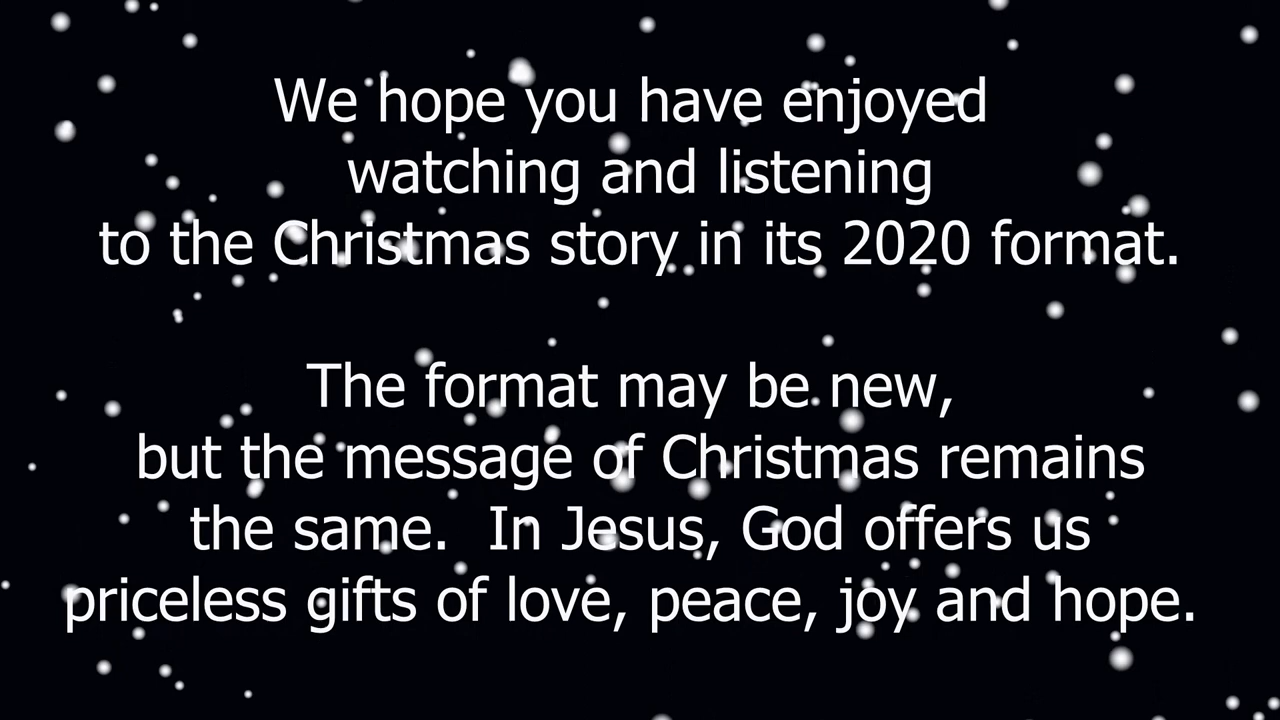 We hope you have enjoyed
watching and listening
to the Christmas story in its 2020 format.
The format may be new,
but the message of Christmas remains
the same.  In Jesus, God offers us
priceless gifts of love, peace, joy and hope.